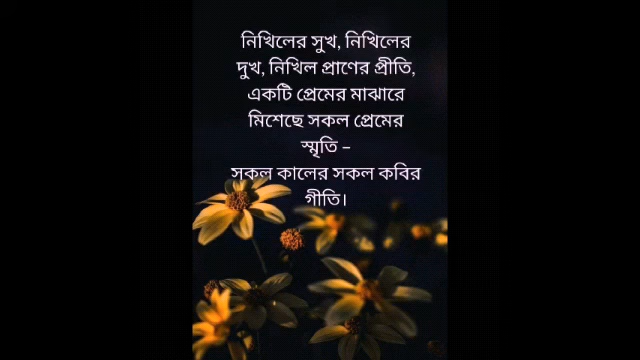 নিখিলের সুখ, নিখিলের
দুখ, নিখিল প্রাণের প্রীতি,
একটি প্রেমের মাঝারে
মিশেছে সকল প্রেমের
স্মৃতি –
সকল কালের সকল কবির
গীতি।